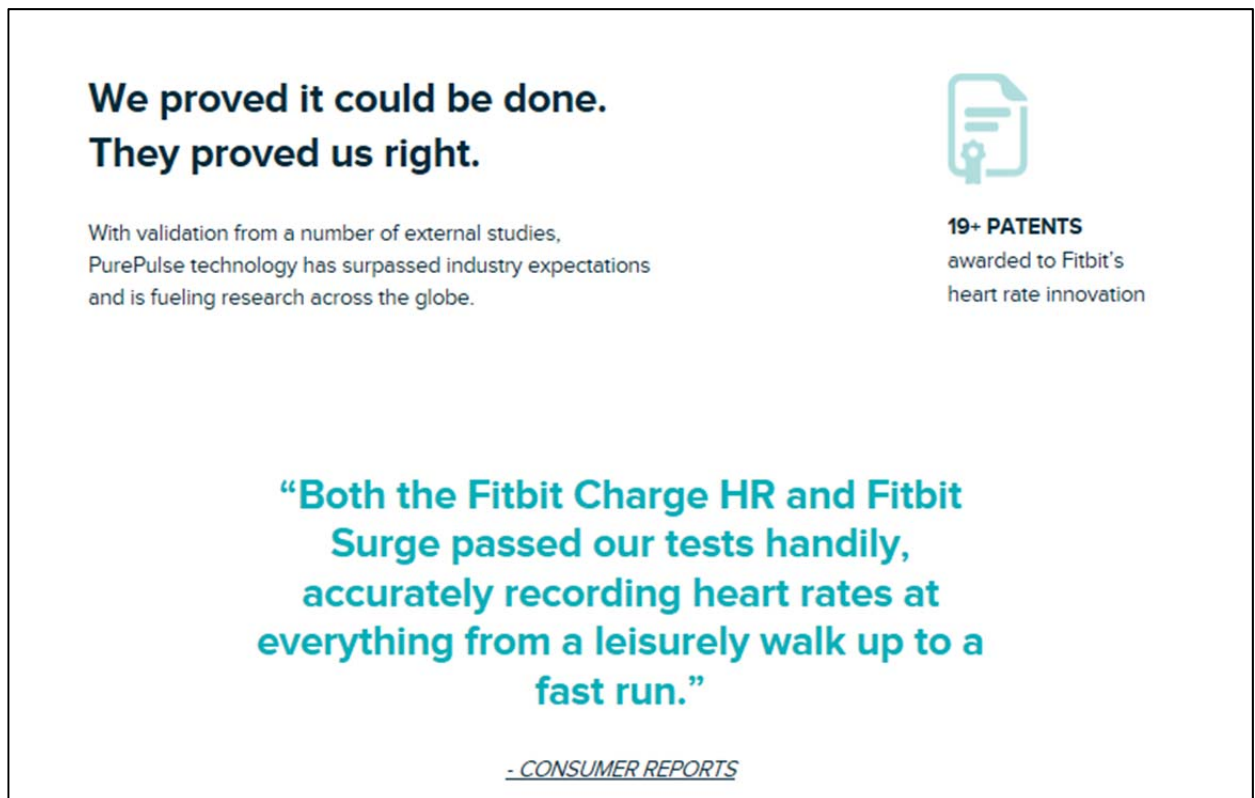 We proved it could be done.
They proved us right.
With validation from a number of external studies,
PurePulse technology has surpassed industry expectations
and is fueling research across the globe.
19+ PATENTS
awarded to Fitbit's
heart rate innovation
“Both the Fitbit Charge HR and Fitbit
Surge passed our tests handily,
accurately recording heart rates at
everything from a leisurely walk up to a
fast run.”
- CONSUMER REPORTS